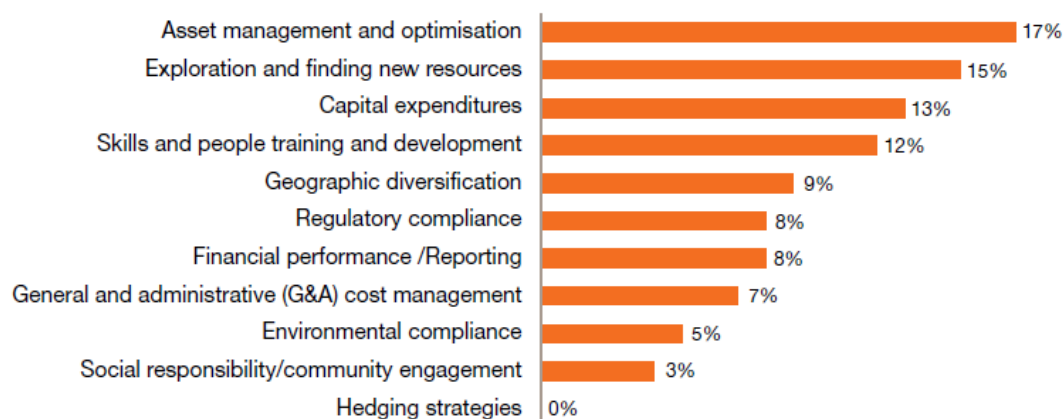 Asset management and optimisation 17%
Exploration and finding new resources 15%
Capital expenditures 13%
Skills and people training and development 12%
Geographic diversification 9%
Regulatory compliance 8%
Financial performance /Reporting 8%
General and administrative (G&A) cost management 7%
Environmental compliance 5%
Social responsibility/community engagement 3%
Hedging strategies 0%